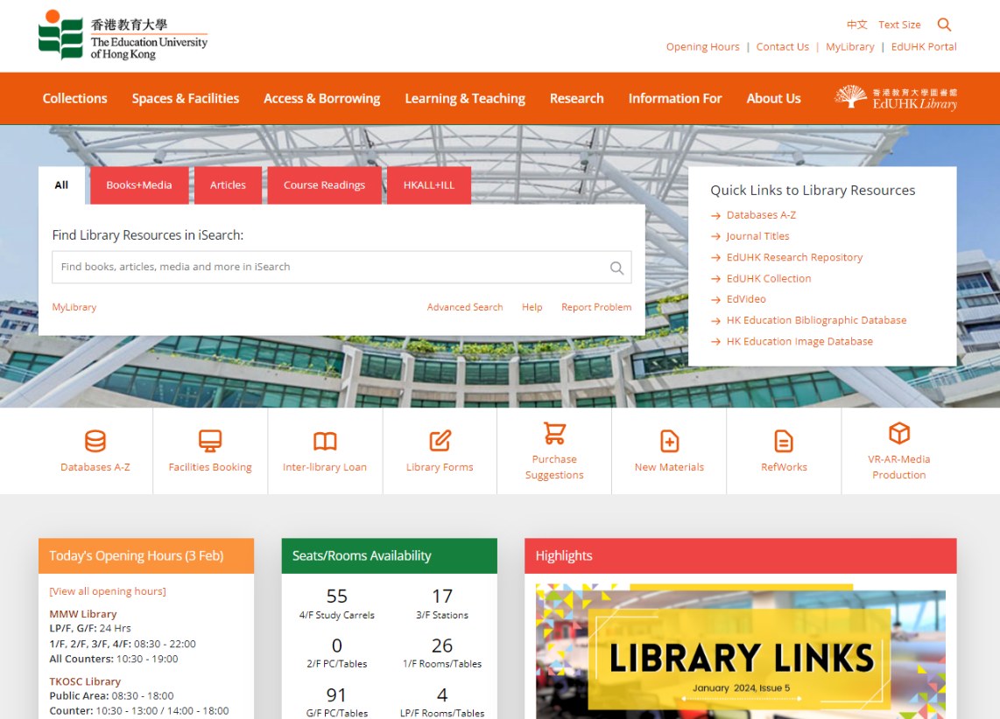 香港教育大學
The Education University
of Hong Kong
中文 Text Size
Opening Hours | Contact Us | MyLibrary | EdUHK Portal
Collections Spaces & Facilities Access & Borrowing Learning & Teaching Research Information For About Us
香港教育大學圖書館
EdUHK Library
All Books+Media Articles Course Readings HKALL+ILL
Find Library Resources in iSearch:
Find books, articles, media and more in iSearch
MyLibrary Advanced Search Help Report Problem
Quick Links to Library Resources
Databases A-Z
Journal Titles
EdUHK Research Repository
EdUHK Collection
EdVideo
HK Education Bibliographic Database
HK Education Image Database
Databases A-Z
Facilities Booking
Inter-library Loan
Library Forms
Purchase
Suggestions
New Materials
RefWorks
VR-AR-Media
Production
Today's Opening Hours (3 Feb)
[View all opening hours]
MMW Library
LP/F, G/F: 24 Hrs
1/F, 2/F, 3/F, 4/F: 08:30 - 22:00
All Counters: 10:30 - 19:00
TKOSC Library
Public Area: 08:30 - 18:00
Counter: 10:30 - 13:00 / 14:00 - 18:00
Seats/Rooms Availability
55 17
4/F Study Carrels 3/F Stations
0 26
2/F PC/Tables 1/F Rooms/Tables
91 4
G/F PC/Tables LP/F Rooms/Tables
Highlights
LIBRARY LINKS
January 2024, Issue 5